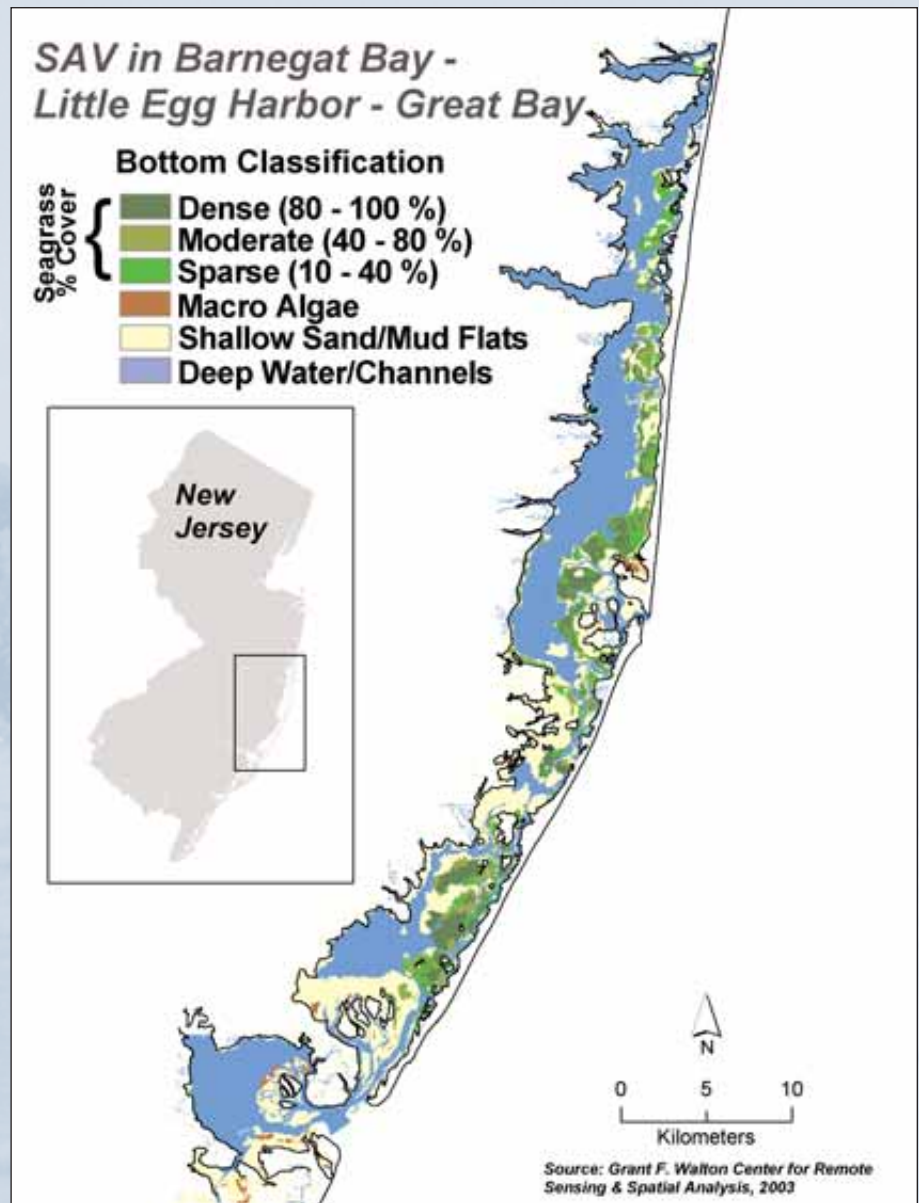 SAV in Barnegat Bay -
Little Egg Harbor - Great Bay
Bottom Classification
Seagrass
% Cover
{
Dense (80 - 100 %)
Moderate (40 - 80 %)
Sparse (10 - 40 %)
Macro Algae
Shallow Sand/Mud Flats
Deep Water/Channels
New
Jersey
N
0 5 10
Kilometers
Source: Grant F. Walton Center for Remote
Sensing & Spatial Analysis, 2003